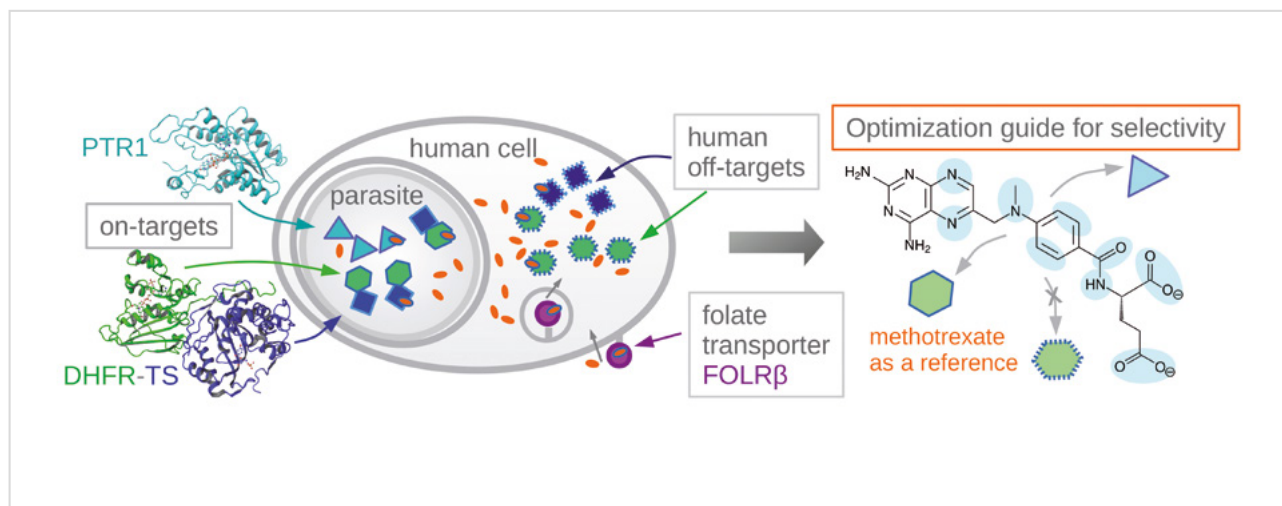 PTR1
on-targets
DHFR-TS
human cell
parasite
human
off-targets
folate
transporter
FOLRβ
Optimization guide for selectivity
H₂N
N
N
N
N
NH₂
N
O
HN
O
O⊖
O
O⊖
methotrexate
as a reference